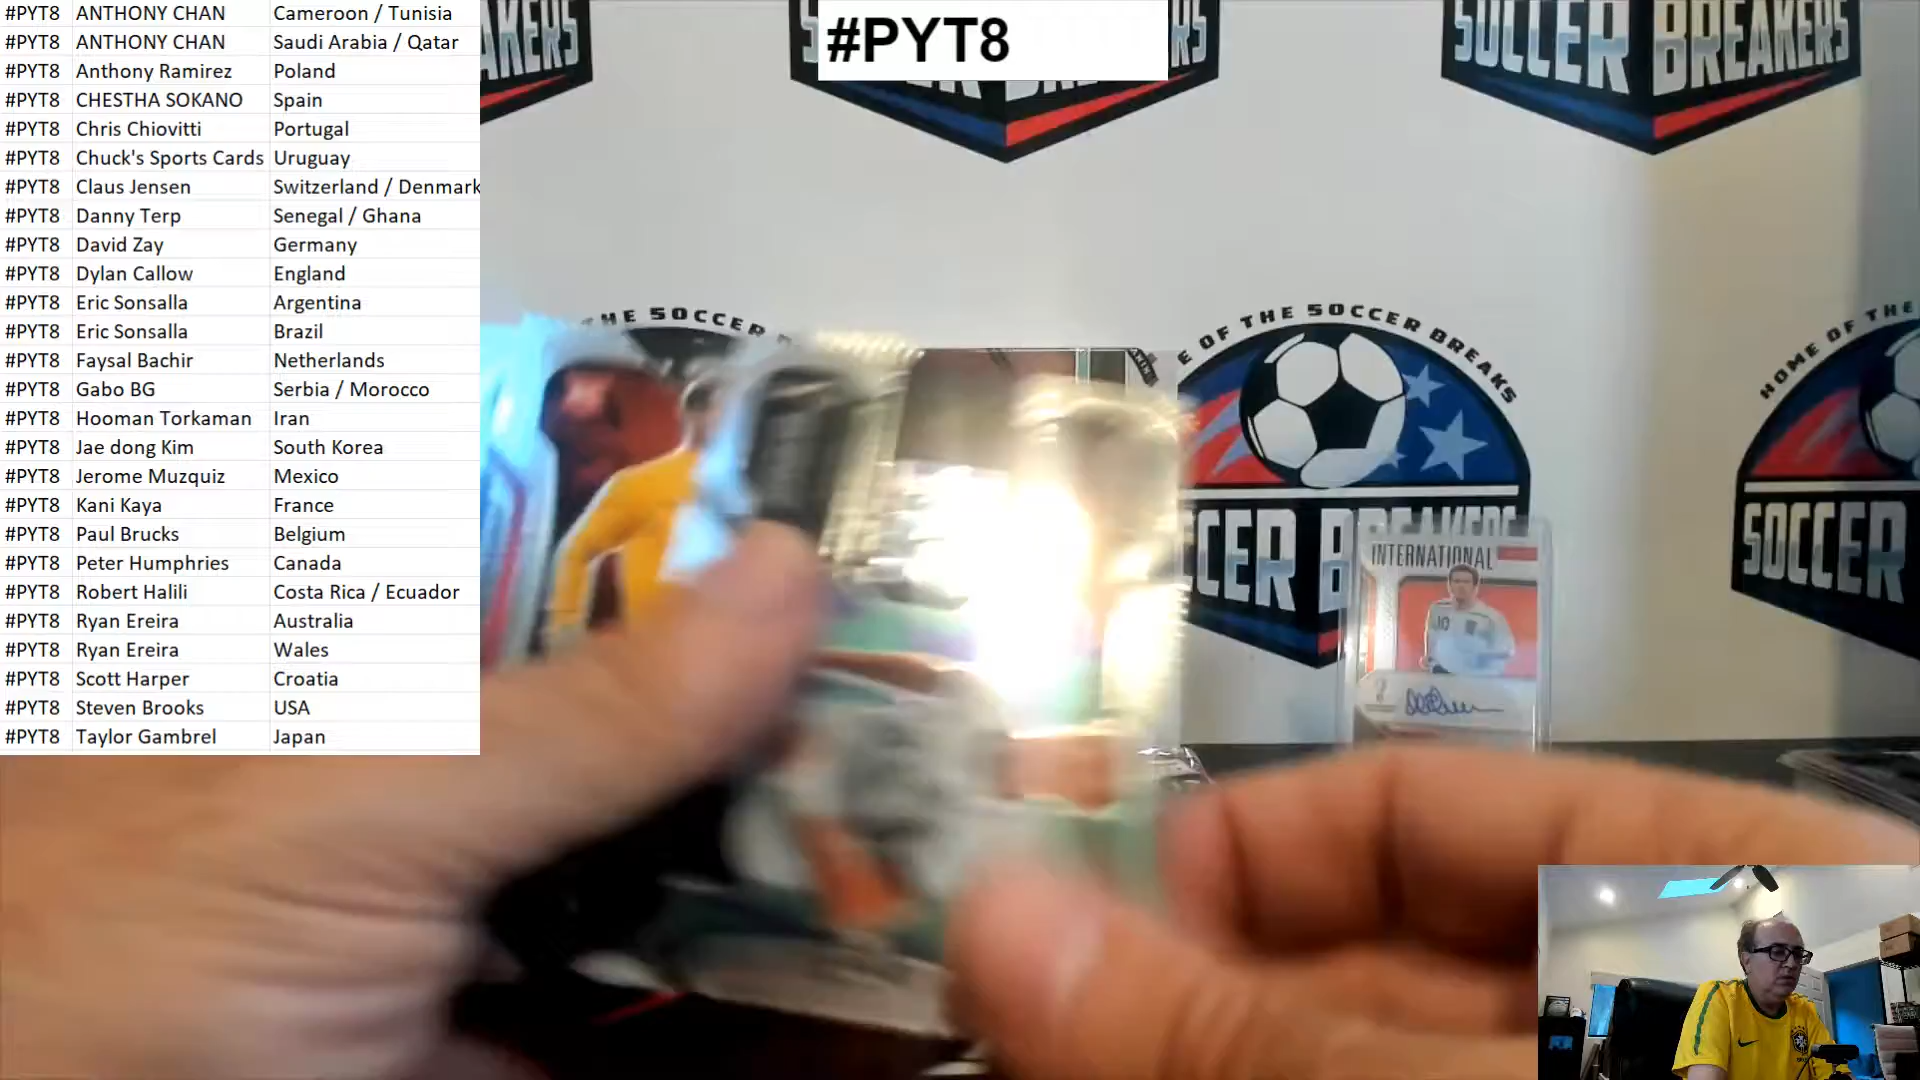 #PYT8 ANTHONY CHAN Cameroon / Tunisia
#PYT8 ANTHONY CHAN Saudi Arabia / Qatar
#PYT8 Anthony Ramirez Poland
#PYT8 CHESTHA SOKANO Spain
#PYT8 Chris Chiovitti Portugal
#PYT8 Chuck's Sports Cards Uruguay
#PYT8 Claus Jensen Switzerland / Denmark
#PYT8 Danny Terp Senegal / Ghana
#PYT8 David Zay Germany
#PYT8 Dylan Callow England
#PYT8 Eric Sonsalla Argentina
#PYT8 Eric Sonsalla Brazil
#PYT8 Faysal Bachir Netherlands
#PYT8 Gabo BG Serbia / Morocco
#PYT8 Hooman Torkaman Iran
#PYT8 Jae dong Kim South Korea
#PYT8 Jerome Muzquiz Mexico
#PYT8 Kani Kaya France
#PYT8 Paul Brucks Belgium
#PYT8 Peter Humphries Canada
#PYT8 Robert Halili Costa Rica / Ecuador
#PYT8 Ryan Ereira Australia
#PYT8 Ryan Ereira Wales
#PYT8 Scott Harper Croatia
#PYT8 Steven Brooks USA
#PYT8 Taylor Gambrel Japan
#PYT8
SOCCER BREAKERS
HE SOCCER
E OF THE SOCCER BREAKS
CCER BREAKERS
HOME OF THE
SOCCER
INTERNATIONAL
10